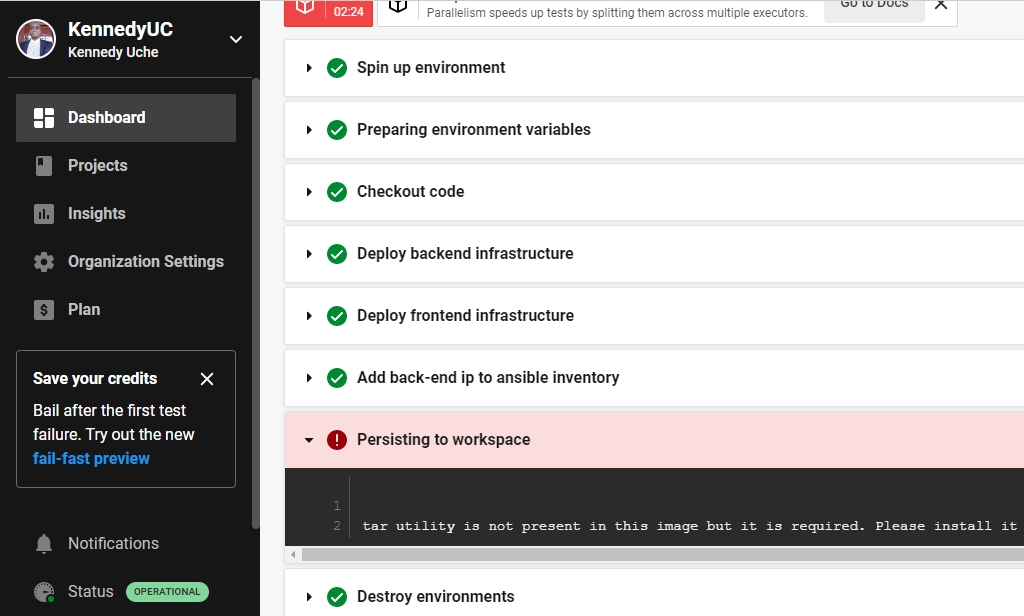 KennedyUC
Kennedy Uche
Dashboard
Projects
Insights
Organization Settings
Plan
Save your credits
Bail after the first test
failure. Try out the new
fail-fast preview
Notifications
Status OPERATIONAL
02:24
Parallelism speeds up tests by splitting them across multiple executors.
Go to Docs
Spin up environment
Preparing environment variables
Checkout code
Deploy backend infrastructure
Deploy frontend infrastructure
Add back-end ip to ansible inventory
Persisting to workspace
1
2 tar utility is not present in this image but it is required. Please install it
Destroy environments